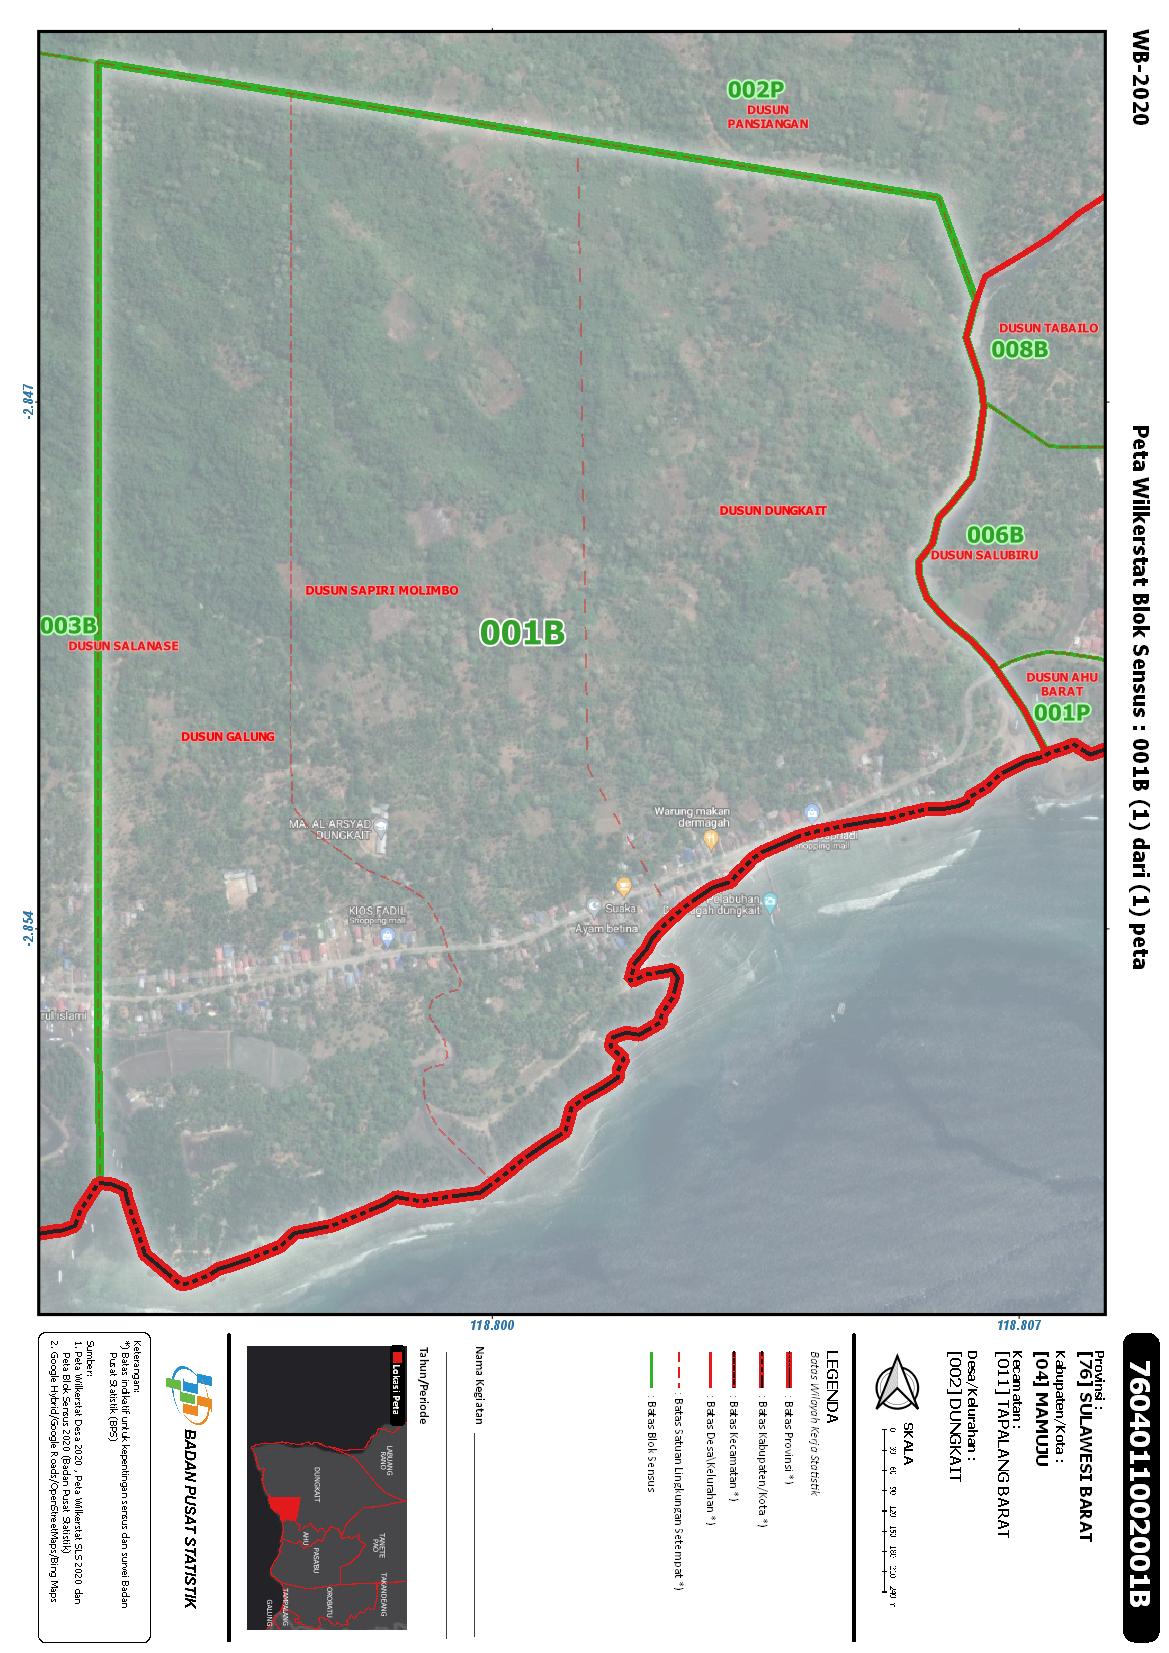 WB-2020
Peta Wilkerstat Blok Sensus : 001B (1) dari (1) peta
7604011002001B
002P
DUSUN
PANSIANGAN
DUSUN TABAILO
008B
DUSUN DUNGKAIT
006B
DUSUN SALUBIRU
DUSUN SAPIRI MOLIMBO
001B
003B
DUSUN SALANASE
DUSUN AHU
BARAT
001P
DUSUN GALUNG
MA. AL-ARSYAD
DUNGKAIT
Warung makan
dermagah
Shopping mall
KIOS FADIL
Shopping mall
Suaka
Ayam betina
Pelabuhan
dungkait
rul islami
-2.847
-2.854
118.800
118.807
Provinsi :
[76] SULAWESI BARAT
Kabupaten/Kota :
[04] MAMUJU
Kecamatan :
[011] TAPALANG BARAT
Desa/Kelurahan :
[002] DUNGKAIT
SKALA
0 30 60 90 120 150 180 210 240
LEGENDA
Batas Wilayah Kerja Statistik
: Batas Provinsi *)
: Batas Kabupaten/Kota *)
: Batas Kecamatan *)
: Batas Desa\Kelurahan *)
: Batas Satuan Lingkungan Setempat *)
: Batas Blok Sensus
Nama Kegiatan
Tahun/Periode
Lokasi Peta
LABUANG
RANO
DUNGKAIT
TANETE
PAO
AHU
PASA'BU
TAKANDEANG
OROBATU
TAMPALANG
GALUNG
BADAN PUSAT STATISTIK
Keterangan:
*) Batas indikatif untuk kepentingan sensus dan survei Badan
Pusat Statistik (BPS)
Sumber:
1. Peta Wilkerstat Desa 2020 , Peta Wilkerstat SLS 2020 dan
Peta Blok Sensus 2020 (Badan Pusat Statistik)
2. Google Hybrid/Google Roads/OpenStreetMaps/Bing Maps